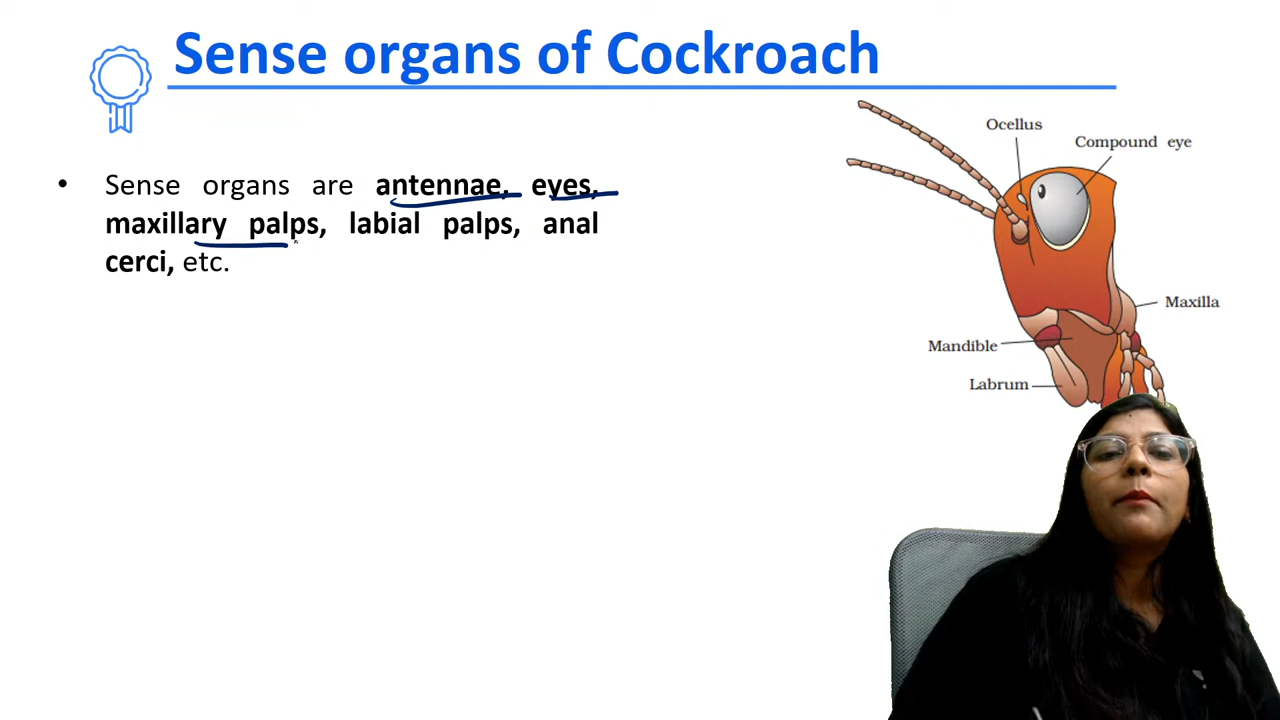 Sense organs of Cockroach
• Sense organs are antennae, eyes,
maxillary palps, labial palps, anal
cerci, etc.
Ocellus
Compound eye
Maxilla
Mandible
Labrum